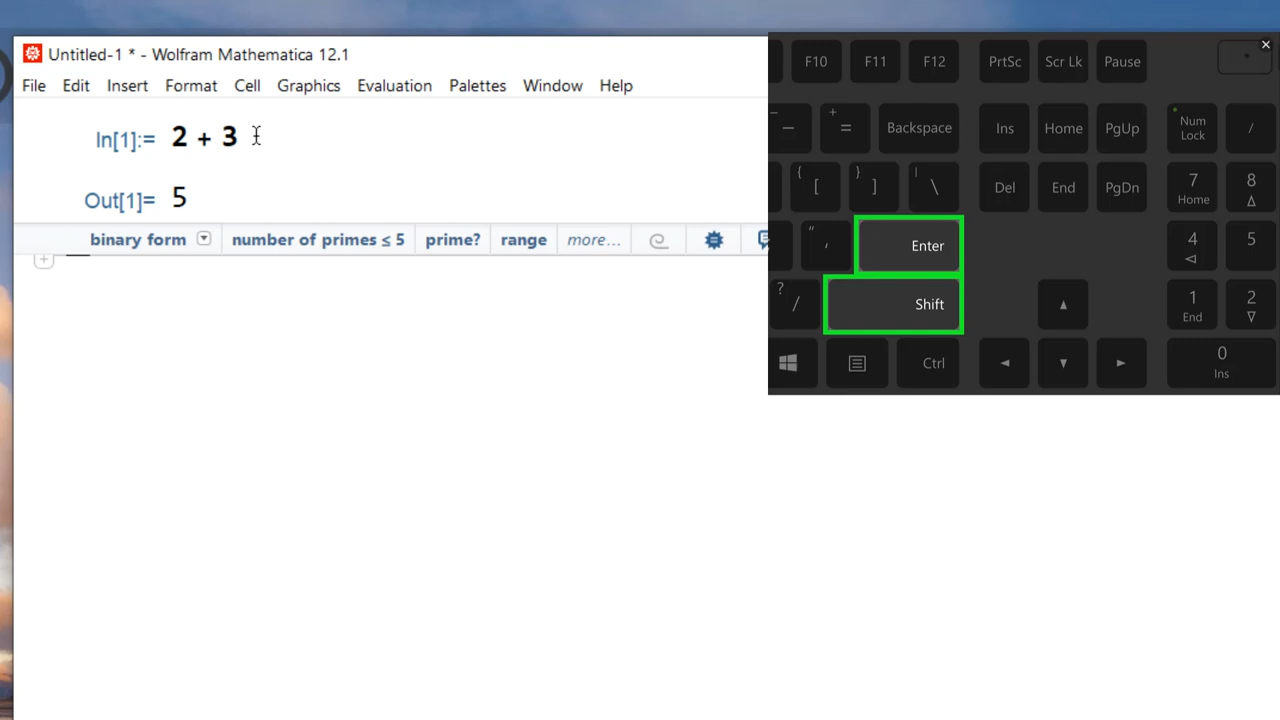 Untitled-1 * - Wolfram Mathematica 12.1
File Edit Insert Format Cell Graphics Evaluation Palettes Window Help
In[1]:= 2 + 3
Out[1]= 5
binary form number of primes ≤ 5 prime? range more...
F10 F11 F12 PrtSc Scr Lk Pause *
_ — + = Backspace Ins Home PgUp Num Lock /
{ [ } ] | \ Del End PgDn 7 Home 8
" ' Enter 4 5
? / Shift 1 End 2
Ctrl 0 Ins